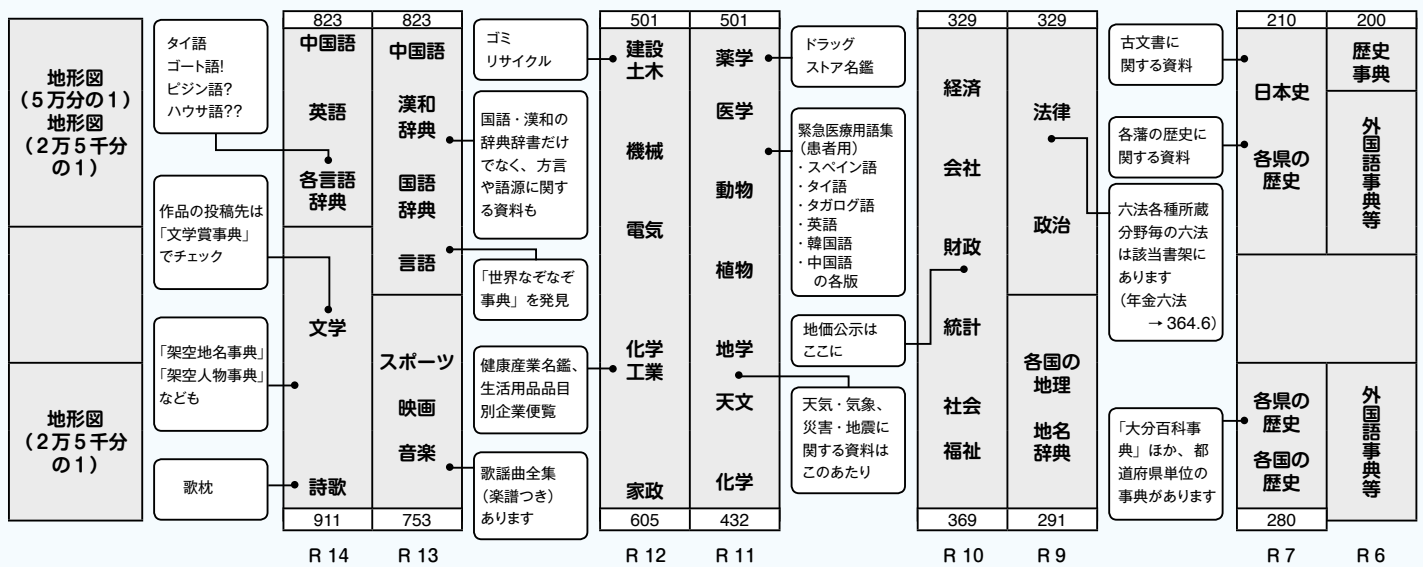 地形図
(5万分の1)
地形図
(2万5千分
の1)
地形図
(2万5千分
の1)
タイ語
ゴート語!
ピジン語?
ハウサ語??
作品の投稿先は
「文学賞事典」
でチェック
「架空地名事典」
「架空人物事典」
なども
歌枕
823
中国語
英語
各言語
辞典
文学
詩歌
911
R 14
823
中国語
漢和
辞典
国語
辞典
言語
スポーツ
映画
音楽
753
R 13
ゴミ
リサイクル
国語・漢和の
辞典辞書だけ
でなく、方言
や語源に関す
る資料も
「世界なぞなぞ
事典」を発見
健康産業名鑑、
生活用品品目
別企業便覧
歌謡曲全集
(楽譜つき)
あります
501
建設
土木
機械
電気
化学
工業
家政
605
R 12
501
薬学
医学
動物
植物
地学
天文
化学
432
R 11
ドラッグ
ストア名鑑
緊急医療用語集
(患者用)
・スペイン語
・タイ語
・タガログ語
・英語
・韓国語
・中国語
の各版
地価公示は
ここに
天気・気象、
災害・地震に
関する資料は
このあたり
329
経済
会社
財政
統計
社会
福祉
369
R 10
329
法律
政治
各国の
地理
地名
辞典
291
R 9
古文書に
関する資料
各藩の歴史に
関する資料
六法各種所蔵
分野毎の六法
は該当書架に
あります
(年金六法
→ 364.6)
「大分百科事
典」ほか、都
道府県単位の
事典があります
210
日本史
各県の
歴史
各県の
歴史
各国の
歴史
280
R 7
200
歴史
事典
外国語事典等
外国語事典等
R 6